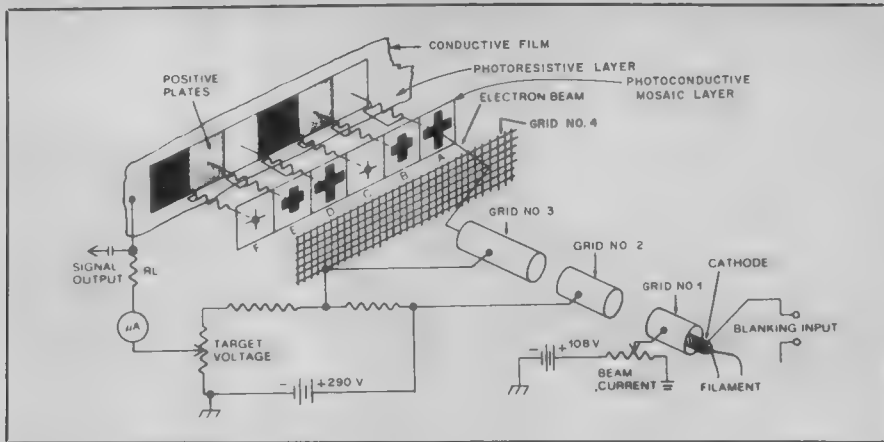 CONDUCTIVE FILM
PHOTORESISTIVE LAYER
POSITIVE
PLATES
PHOTOCONDUCTIVE
MOSAIC LAYER
ELECTRON BEAM
GRID NO. 4
A
B
C
D
E
F
GRID NO 3
GRID NO 2
GRID NO 1
CATHODE
SIGNAL
OUTPUT
RL
BLANKING INPUT
μA
TARGET
VOLTAGE
- +290 V
- +108 V
BEAM
CURRENT
FILAMENT